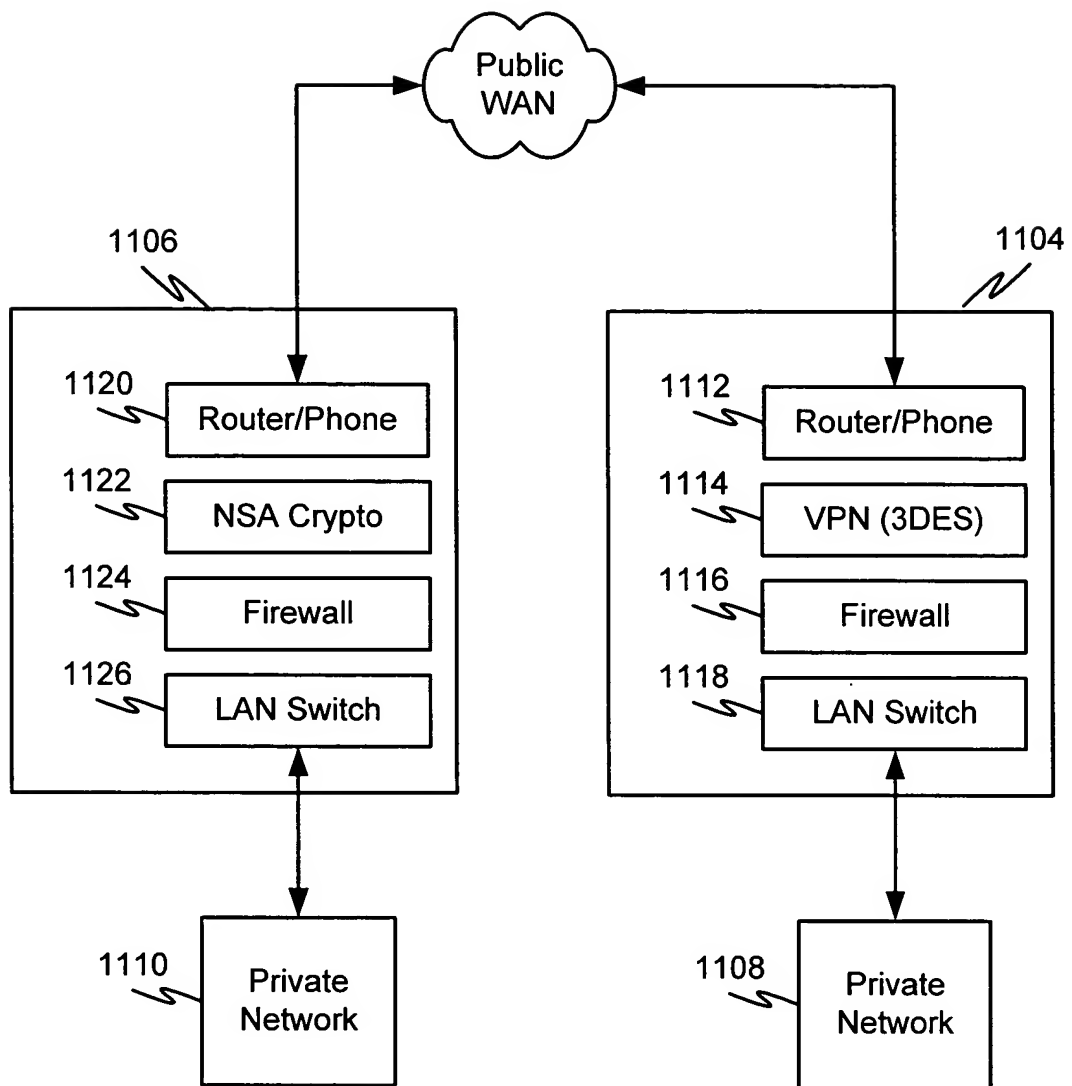 Public
WAN
1106
1104
1120
Router/Phone
1122
NSA Crypto
1124
Firewall
1126
LAN Switch
1112
Router/Phone
1114
VPN (3DES)
1116
Firewall
1118
LAN Switch
1110
Private
Network
1108
Private
Network